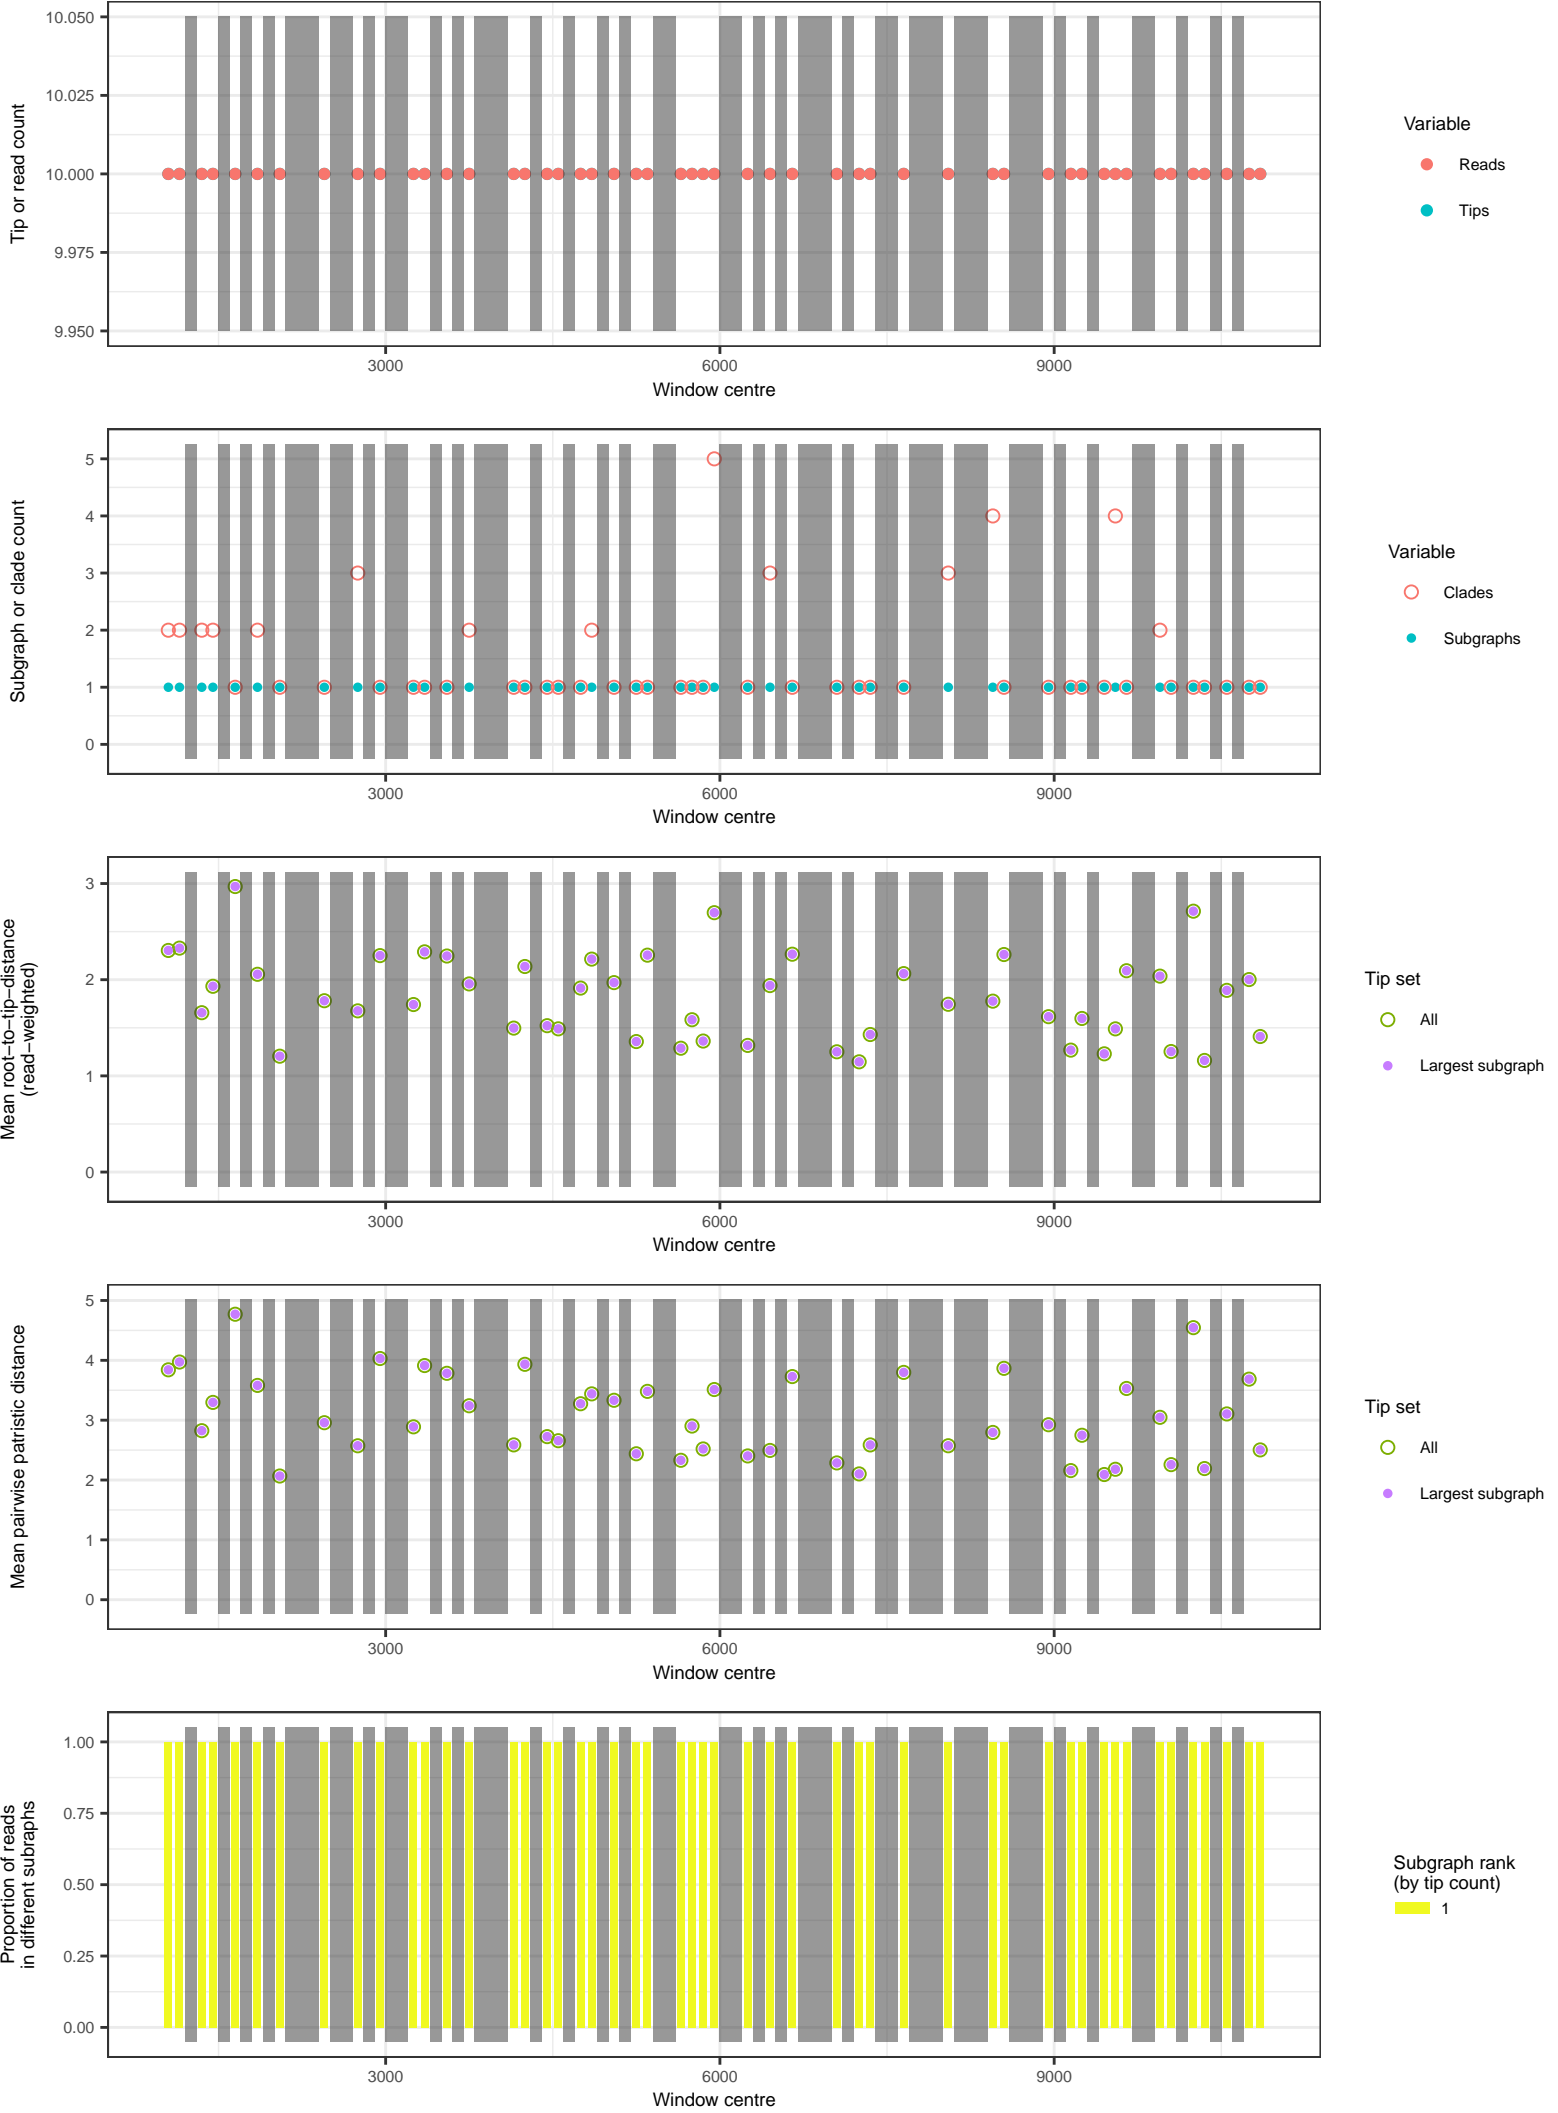 10.050
10.025
10.000
9.975
9.950
Tip or read count
3000
6000
9000
Window centre
Variable
Reads
Tips
5
4
3
2
1
0
Subgraph or clade count
3000
6000
9000
Window centre
Variable
Clades
Subgraphs
3
2
1
0
Mean root−to−tip−distance
(read−weighted)
3000
6000
9000
Window centre
Tip set
All
Largest subgraph
5
4
3
2
1
0
Mean pairwise patristic distance
3000
6000
9000
Window centre
Tip set
All
Largest subgraph
1.00
0.75
0.50
0.25
0.00
Proportion of reads
in different subraphs
3000
6000
9000
Window centre
Subgraph rank
(by tip count)
1